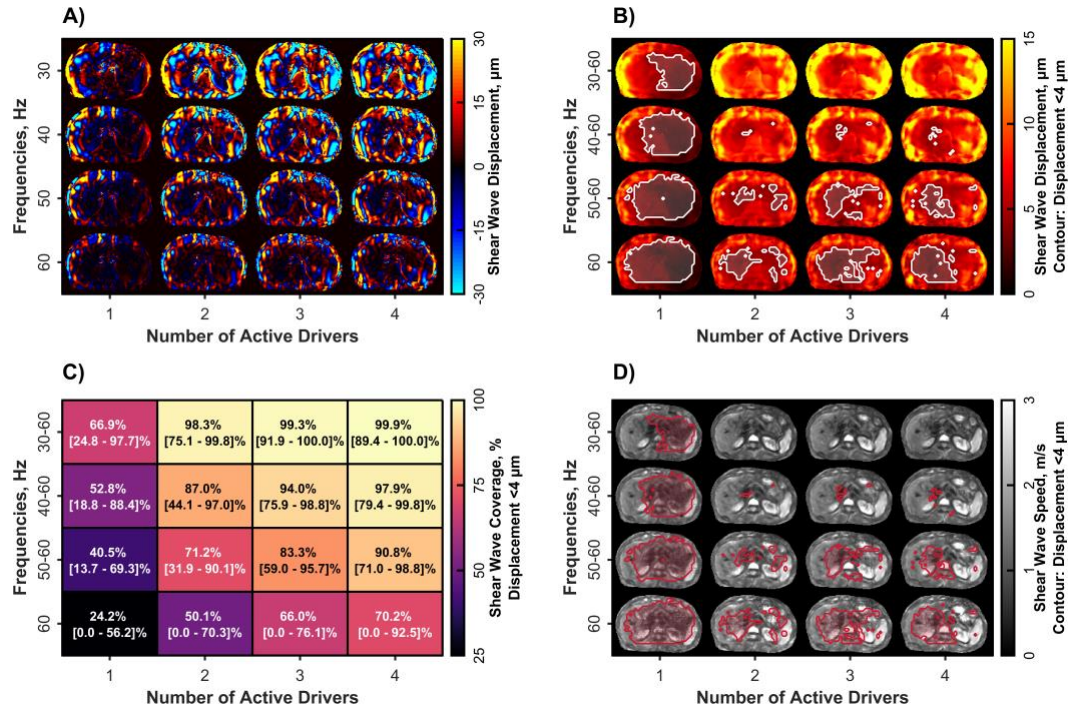 A)
Frequencies, Hz
30
40
50
60
1
2
3
4
Number of Active Drivers
30
15
0
-15
-30
Shear Wave Displacement, µm
B)
Frequencies, Hz
30-60
40-60
50-60
60
1
2
3
4
Number of Active Drivers
15
10
5
0
Shear Wave Displacement, µm
Contour: Displacement <4 µm
C)
Frequencies, Hz
30-60
40-60
50-60
60
66.9%
[24.8 - 97.7]%
98.3%
[75.1 - 99.8]%
99.3%
[91.9 - 100.0]%
99.9%
[89.4 - 100.0]%
52.8%
[18.8 - 88.4]%
87.0%
[44.1 - 97.0]%
94.0%
[75.9 - 98.8]%
97.9%
[79.4 - 99.8]%
40.5%
[13.7 - 69.3]%
71.2%
[31.9 - 90.1]%
83.3%
[59.0 - 95.7]%
90.8%
[71.0 - 98.8]%
24.2%
[0.0 - 56.2]%
50.1%
[0.0 - 70.3]%
66.0%
[0.0 - 76.1]%
70.2%
[0.0 - 92.5]%
1
2
3
4
Number of Active Drivers
100
75
50
25
Shear Wave Coverage, %
Displacement <4 µm
D)
Frequencies, Hz
30-60
40-60
50-60
60
1
2
3
4
Number of Active Drivers
3
2
1
0
Shear Wave Speed, m/s
Contour: Displacement <4 µm